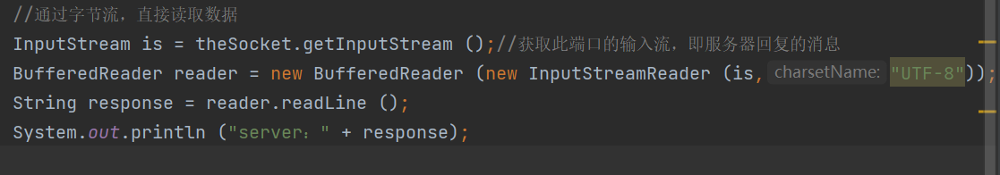 //通过字节流，直接读取数据
InputStream is = theSocket.getInputStream ();//获取此端口的输入流，即服务器回复的消息
BufferedReader reader = new BufferedReader (new InputStreamReader (is, charsetName: "UTF-8"));
String response = reader.readLine ();
System.out.println ("server：" + response);